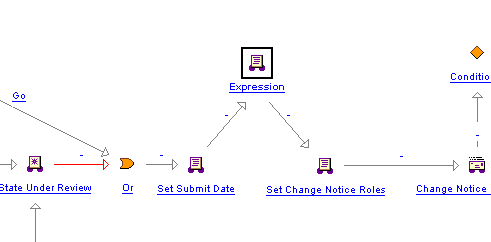 Expression
Conditio
Go
State Under Review
Or
Set Submit Date
Set Change Notice Roles
Change Notice